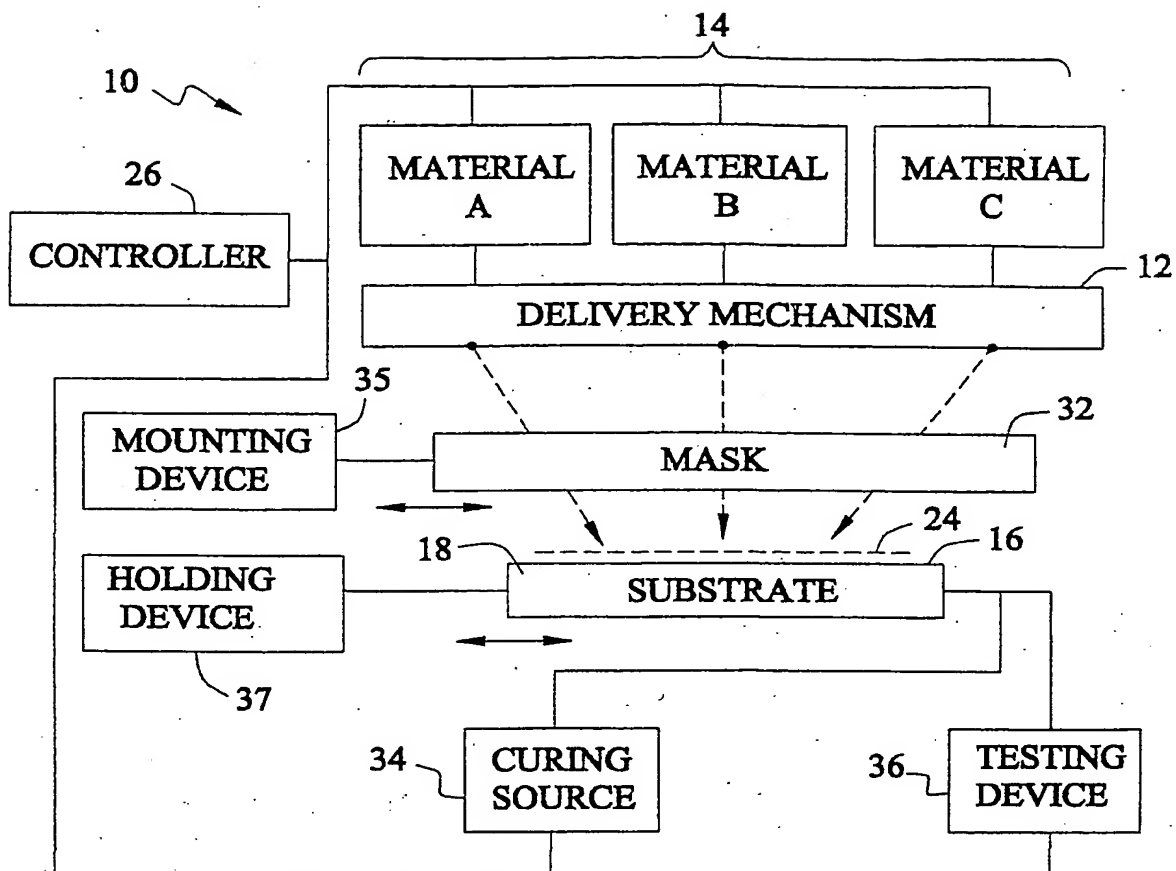 14
10
26
MATERIAL
A
MATERIAL
B
MATERIAL
C
CONTROLLER
12
DELIVERY MECHANISM
35
32
MOUNTING
DEVICE
MASK
24
18
16
HOLDING
DEVICE
SUBSTRATE
37
34
CURING
SOURCE
36
TESTING
DEVICE